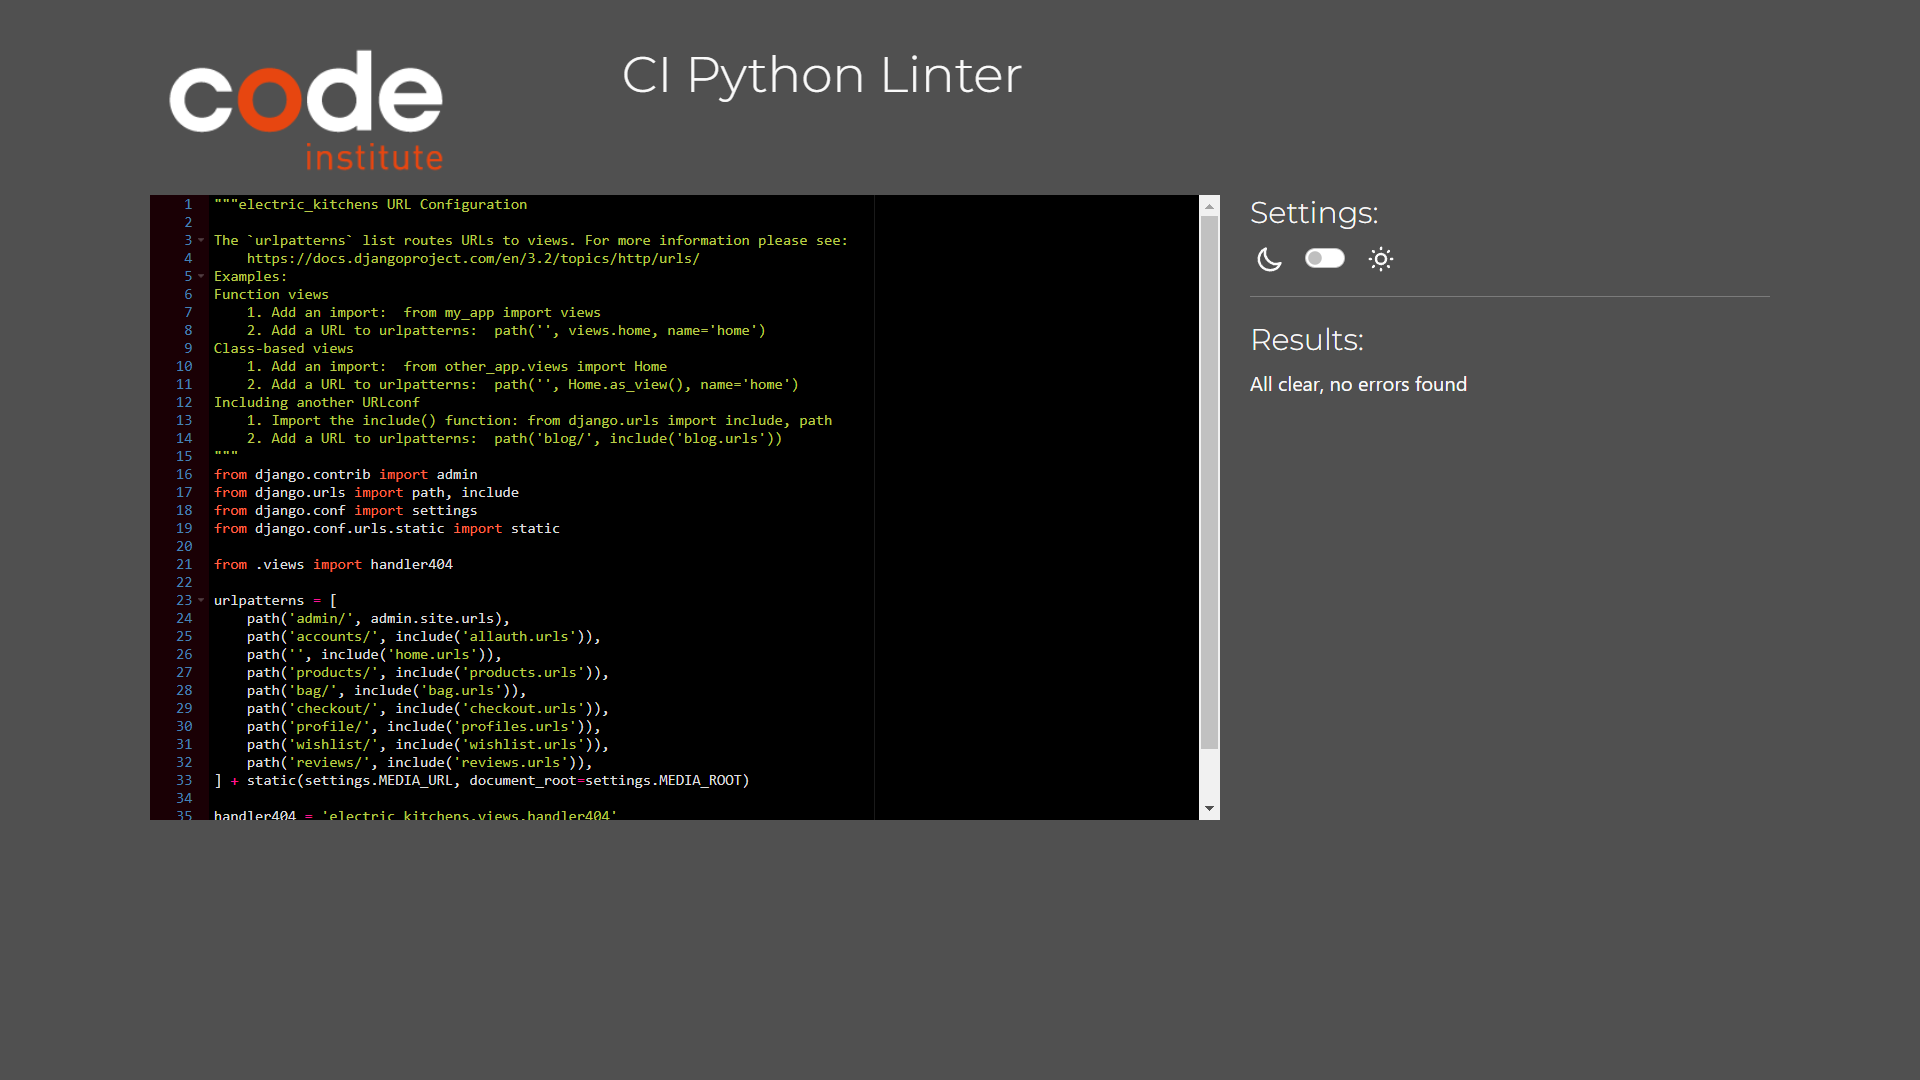 code
institute
CI Python Linter
1 """electric_kitchens URL Configuration
2
3 The `urlpatterns` list routes URLs to views. For more information please see:
4     https://docs.djangoproject.com/en/3.2/topics/http/urls/
5 Examples:
6 Function views
7     1. Add an import:  from my_app import views
8     2. Add a URL to urlpatterns:  path('', views.home, name='home')
9 Class-based views
10     1. Add an import:  from other_app.views import Home
11     2. Add a URL to urlpatterns:  path('', Home.as_view(), name='home')
12 Including another URLconf
13     1. Import the include() function: from django.urls import include, path
14     2. Add a URL to urlpatterns:  path('blog/', include('blog.urls'))
15 """
16 from django.contrib import admin
17 from django.urls import path, include
18 from django.conf import settings
19 from django.conf.urls.static import static
20
21 from .views import handler404
22
23 urlpatterns = [
24     path('admin/', admin.site.urls),
25     path('accounts/', include('allauth.urls')),
26     path('', include('home.urls')),
27     path('products/', include('products.urls')),
28     path('bag/', include('bag.urls')),
29     path('checkout/', include('checkout.urls')),
30     path('profile/', include('profiles.urls')),
31     path('wishlist/', include('wishlist.urls')),
32     path('reviews/', include('reviews.urls')),
33 ] + static(settings.MEDIA_URL, document_root=settings.MEDIA_ROOT)
34
35 handler404 = 'electric_kitchens.views.handler404'
Settings:
Results:
All clear, no errors found